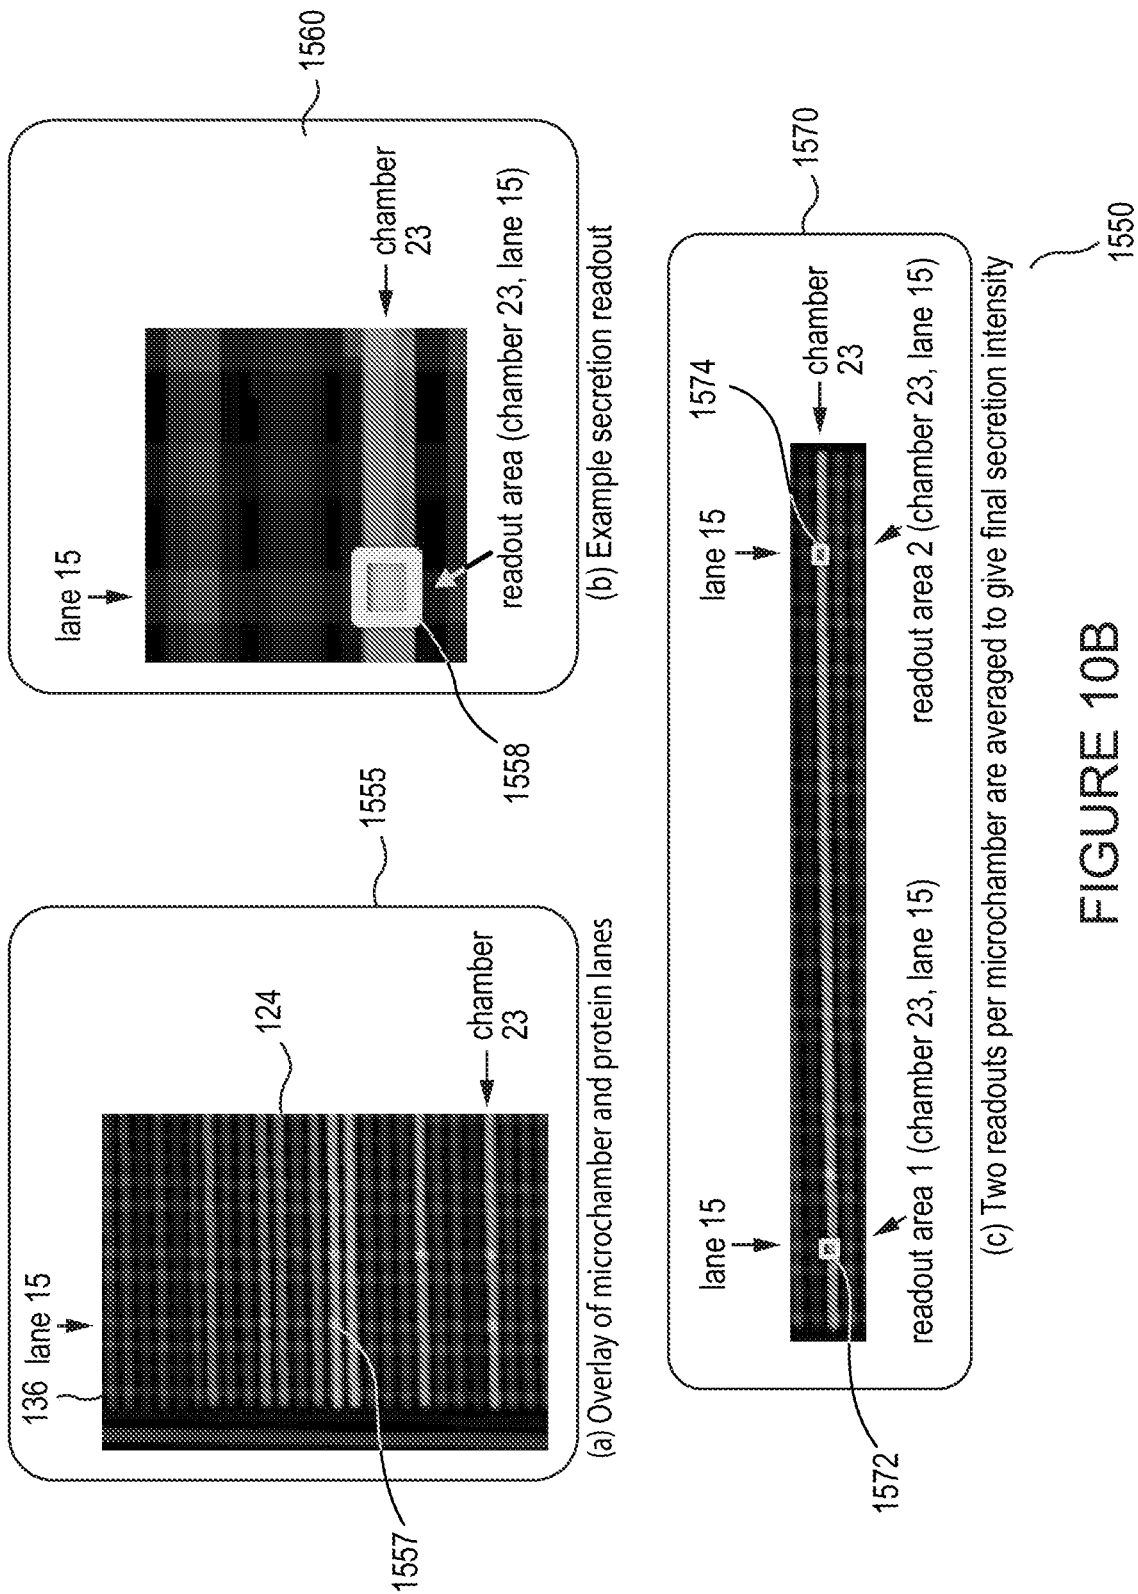 136
lane 15
124
1555
chamber
23
1557
(a) Overlay of microchamber and protein lanes
lane 15
1560
chamber
23
1558
readout area (chamber 23, lane 15)
(b) Example secretion readout
lane 15
lane 15
1574
1570
chamber
23
1572
readout area 1 (chamber 23, lane 15)
readout area 2 (chamber 23, lane 15)
(c) Two readouts per microchamber are averaged to give final secretion intensity
1550
FIGURE 10B